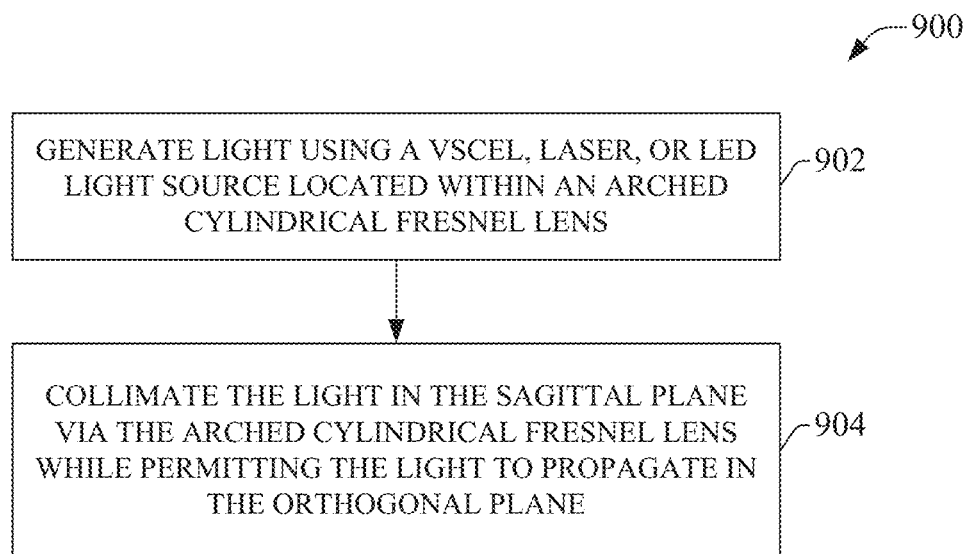 900
GENERATE LIGHT USING A VSCEL, LASER, OR LED
LIGHT SOURCE LOCATED WITHIN AN ARCHED
CYLINDRICAL FRESNEL LENS
902
COLLIMATE THE LIGHT IN THE SAGITTAL PLANE
VIA THE ARCHED CYLINDRICAL FRESNEL LENS
WHILE PERMITTING THE LIGHT TO PROPAGATE IN
THE ORTHOGONAL PLANE
904